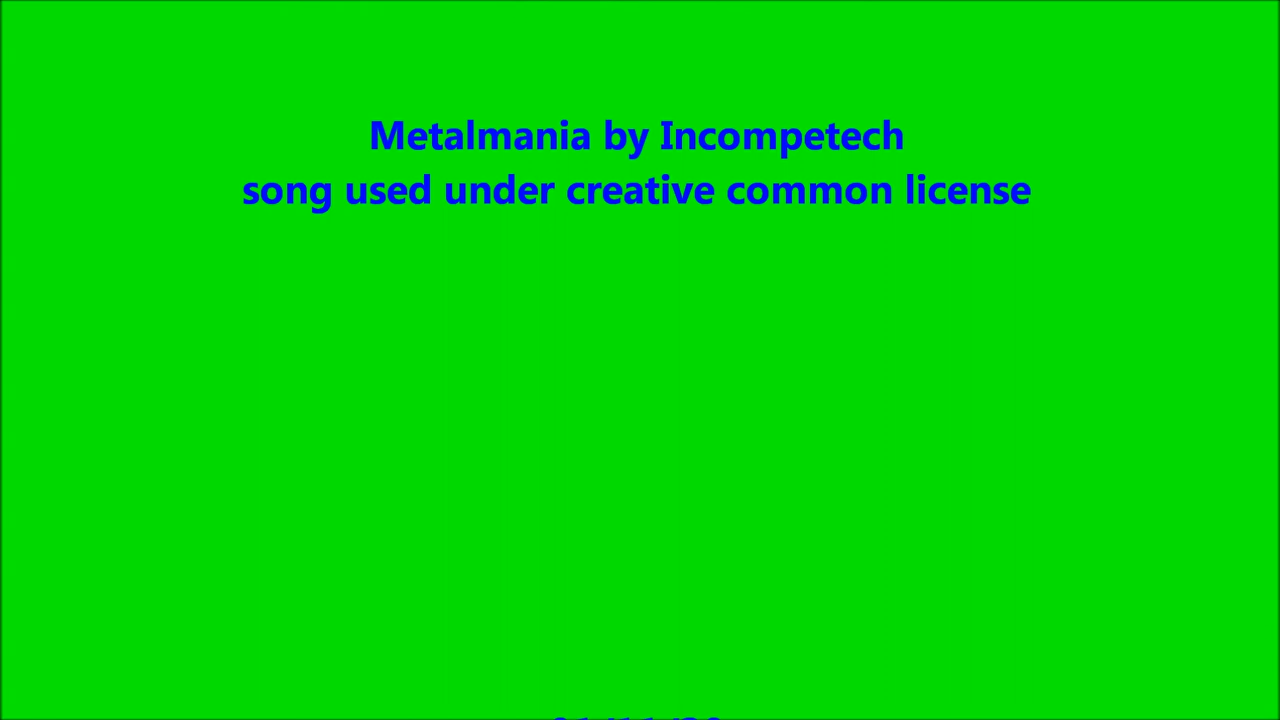 Metalmania by Incompetech
song used under creative common license